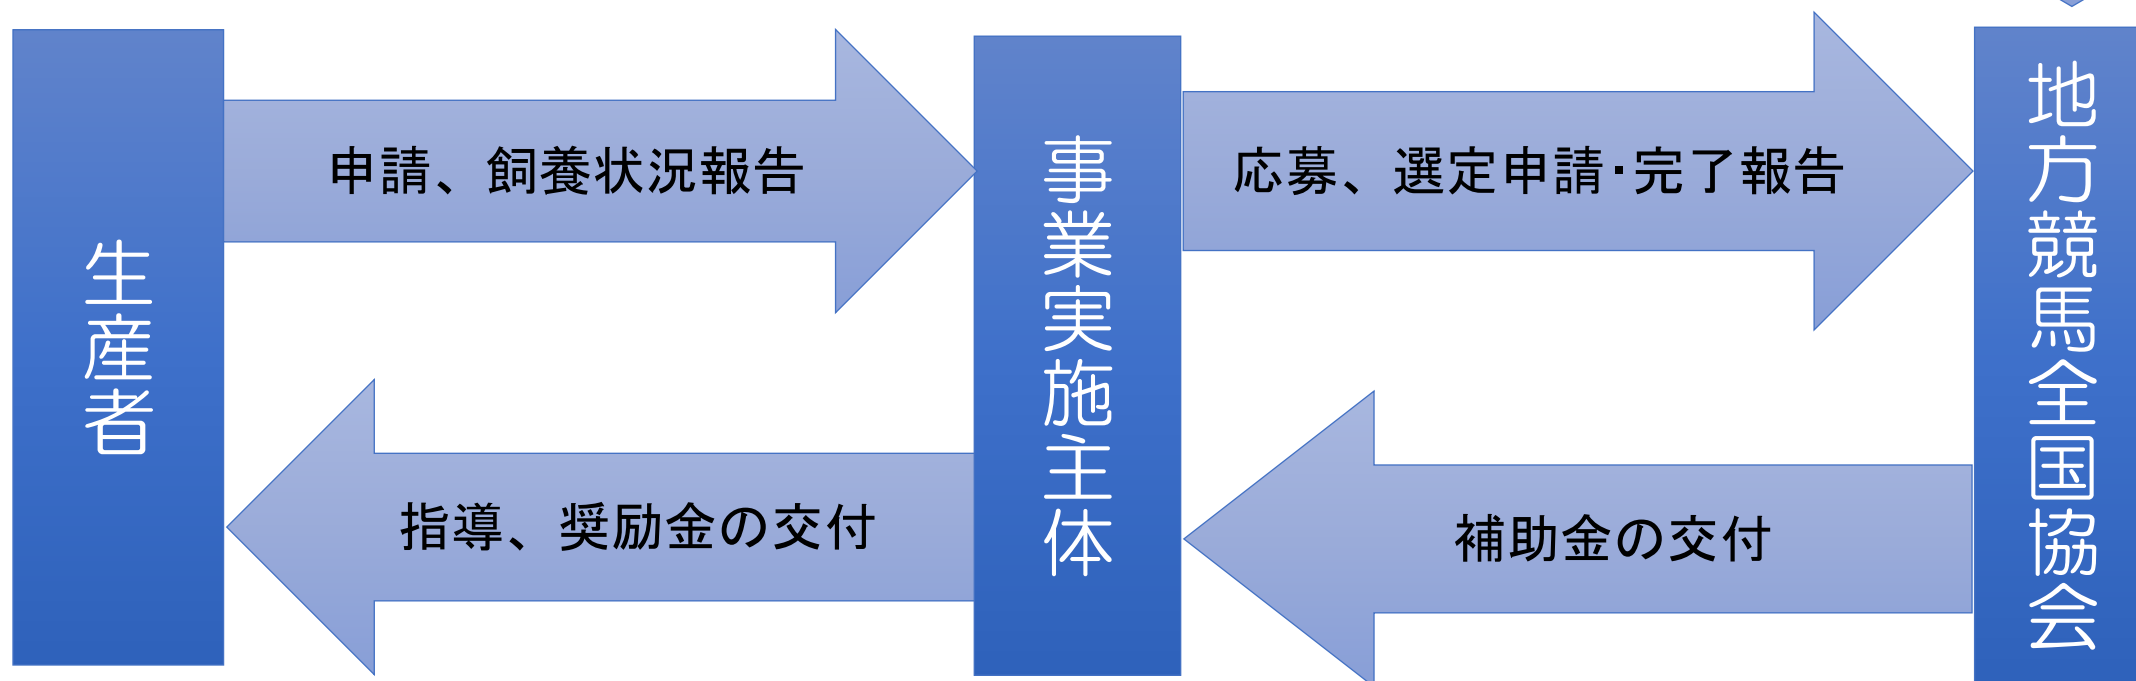 生産者
申請、飼養状況報告
指導、奨励金の交付
事業実施主体
応募、選定申請･完了報告
補助金の交付
地方競馬全国協会